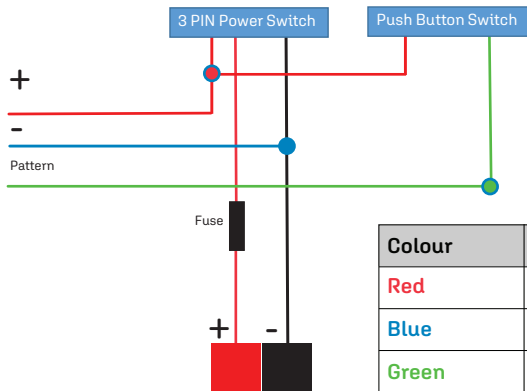 3 PIN Power Switch
Push Button Switch
+
-
Pattern
Fuse
+ -
Colour
Red
Blue
Green